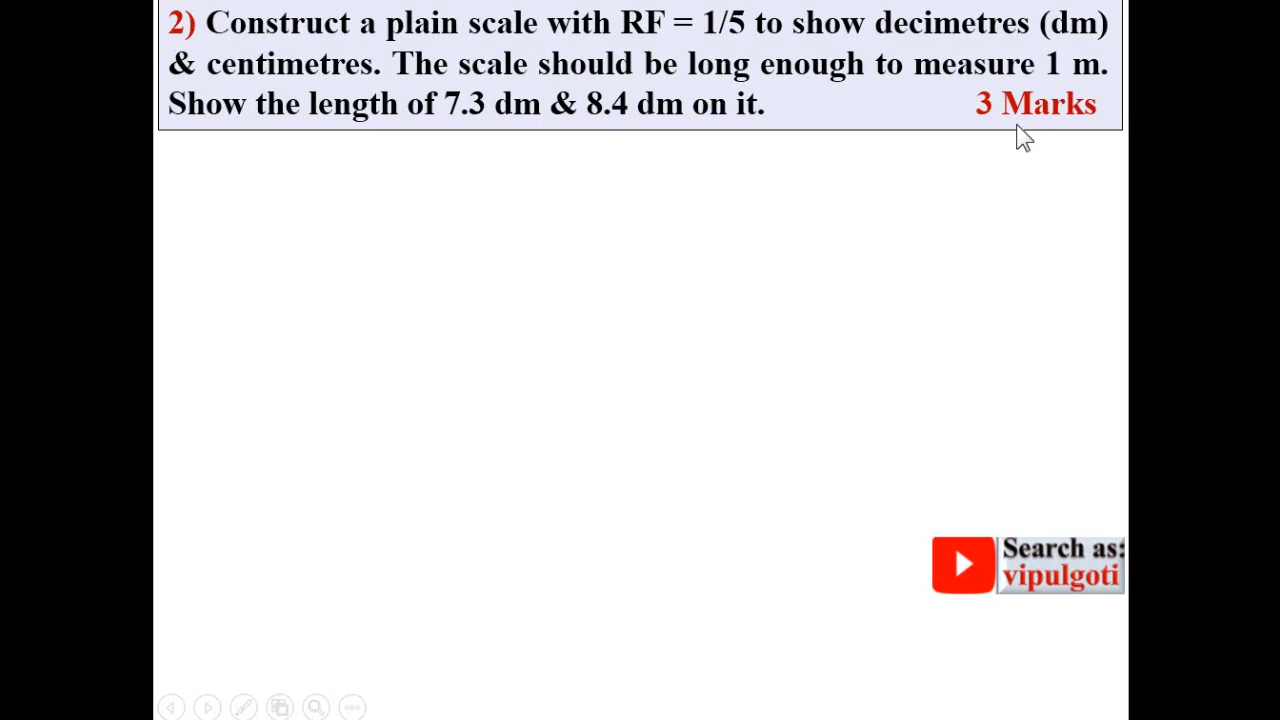 2) Construct a plain scale with RF = 1/5 to show decimetres (dm)
& centimetres. The scale should be long enough to measure 1 m.
Show the length of 7.3 dm & 8.4 dm on it. 3 Marks
Search as:
vipulgoti